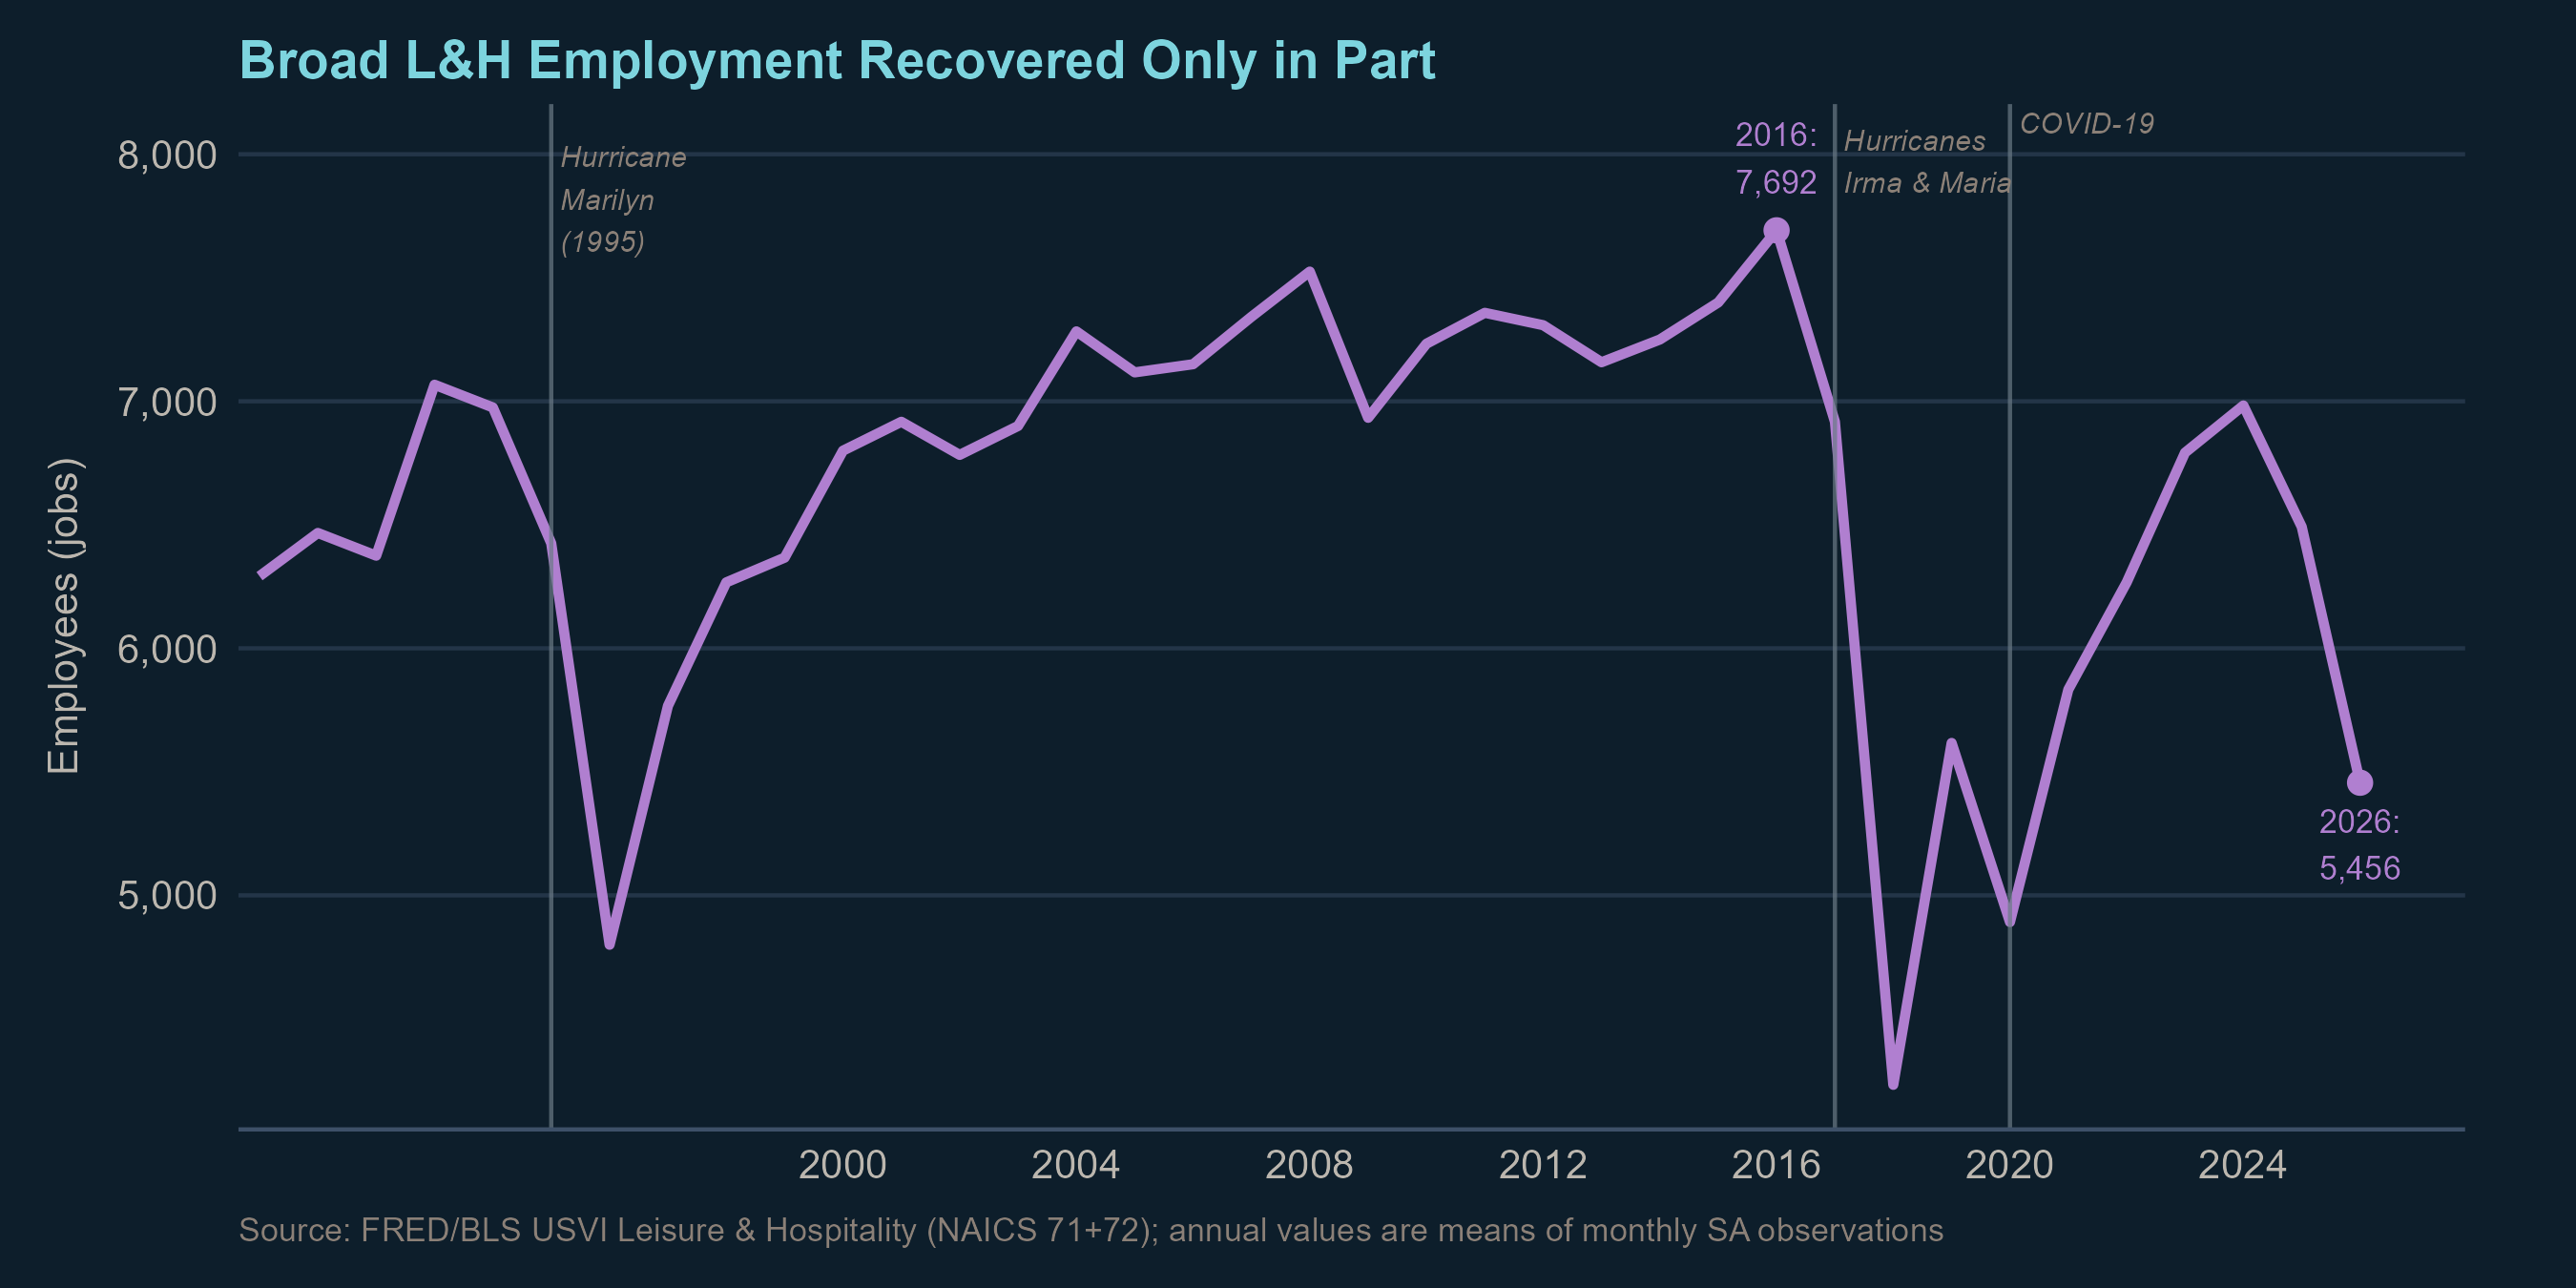 Broad L&H Employment Recovered Only in Part
Employees (jobs)
8,000
7,000
6,000
5,000
Hurricane
Marilyn
(1995)
2016:
7,692
Hurricanes
Irma & Maria
COVID-19
2026:
5,456
2000
2004
2008
2012
2016
2020
2024
Source: FRED/BLS USVI Leisure & Hospitality (NAICS 71+72); annual values are means of monthly SA observations